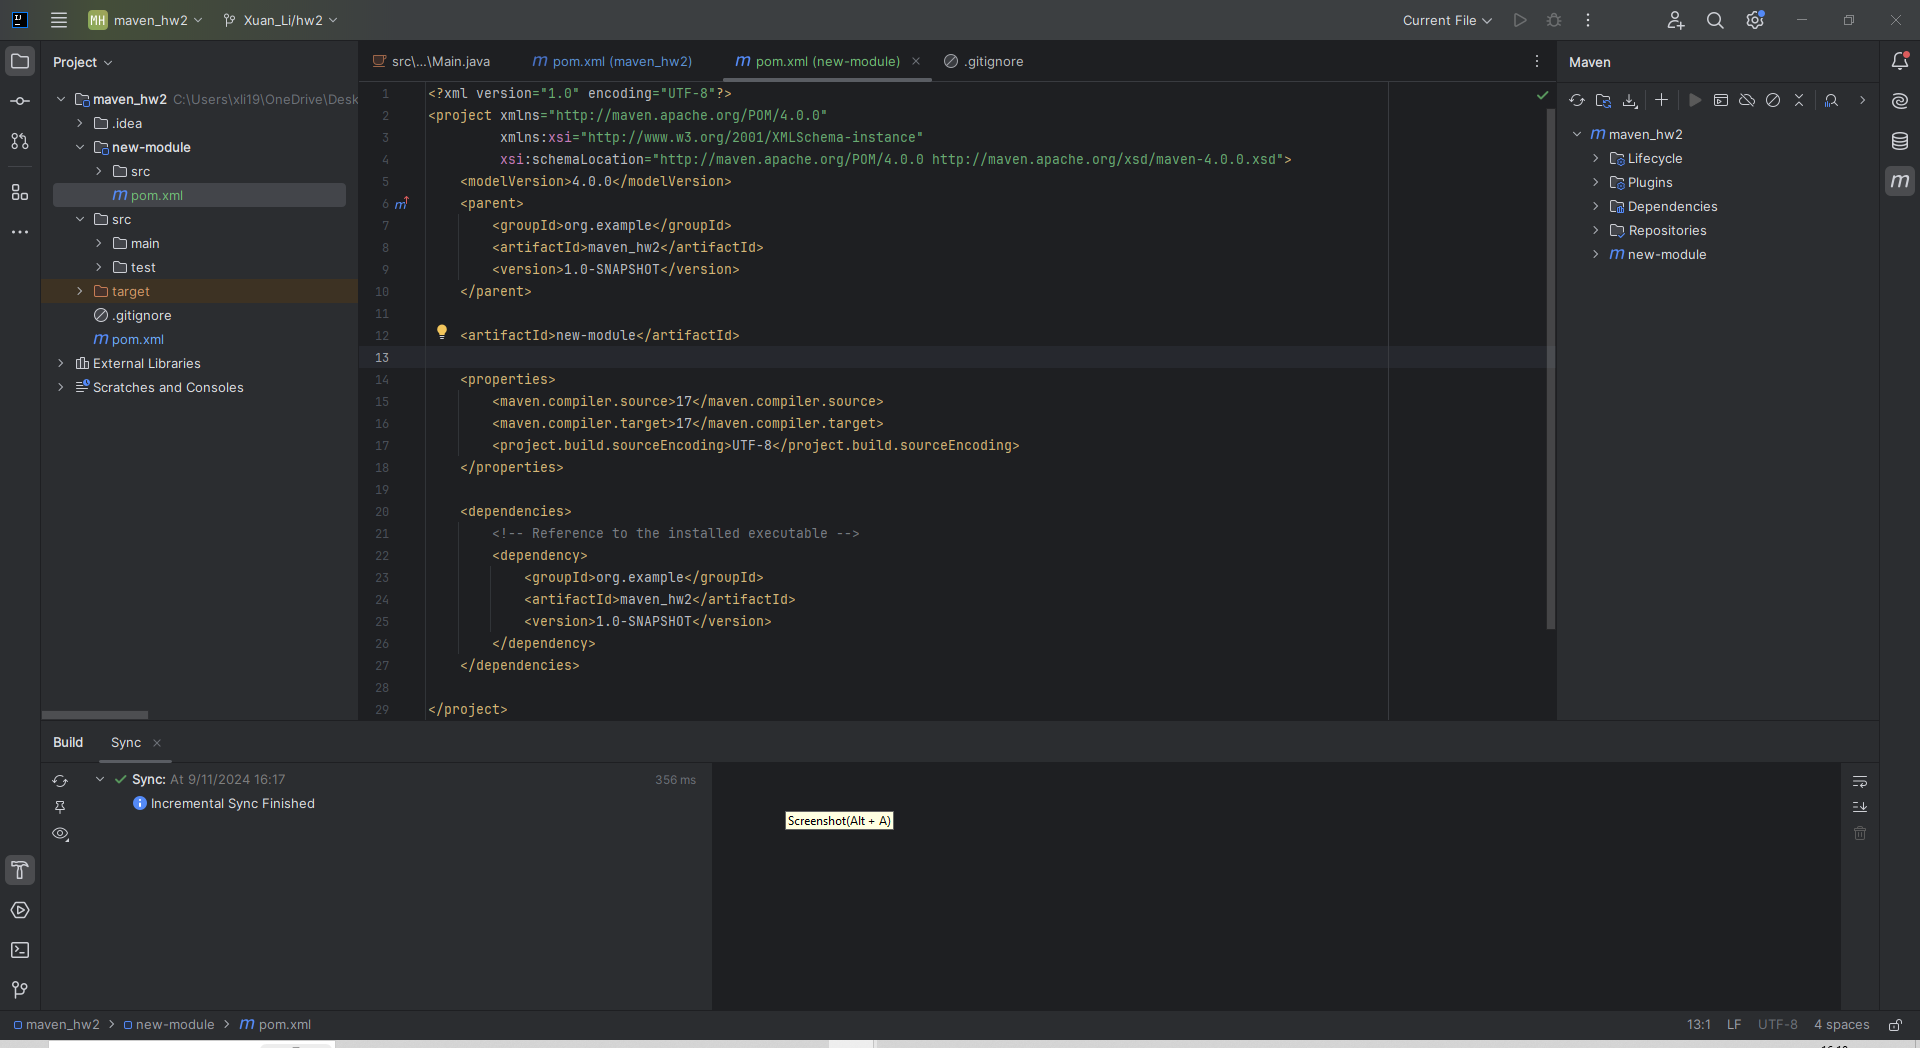 MH maven_hw2 Xuan_Li/hw2 Current File
Project
maven_hw2 C:\Users\xli19\OneDrive\Desk
.idea
new-module
src
pom.xml
src
main
test
target
.gitignore
pom.xml
External Libraries
Scratches and Consoles
src\...\Main.java pom.xml (maven_hw2) pom.xml (new-module) .gitignore
1 <?xml version="1.0" encoding="UTF-8"?>
2 <project xmlns="http://maven.apache.org/POM/4.0.0"
3 xmlns:xsi="http://www.w3.org/2001/XMLSchema-instance"
4 xsi:schemaLocation="http://maven.apache.org/POM/4.0.0 http://maven.apache.org/xsd/maven-4.0.0.xsd">
5 <modelVersion>4.0.0</modelVersion>
6 <parent>
7 <groupId>org.example</groupId>
8 <artifactId>maven_hw2</artifactId>
9 <version>1.0-SNAPSHOT</version>
10 </parent>
11
12 <artifactId>new-module</artifactId>
13
14 <properties>
15 <maven.compiler.source>17</maven.compiler.source>
16 <maven.compiler.target>17</maven.compiler.target>
17 <project.build.sourceEncoding>UTF-8</project.build.sourceEncoding>
18 </properties>
19
20 <dependencies>
21 <!-- Reference to the installed executable -->
22 <dependency>
23 <groupId>org.example</groupId>
24 <artifactId>maven_hw2</artifactId>
25 <version>1.0-SNAPSHOT</version>
26 </dependency>
27 </dependencies>
28
29 </project>
Maven
maven_hw2
Lifecycle
Plugins
Dependencies
Repositories
new-module
Build Sync
Sync: At 9/11/2024 16:17 356 ms
Incremental Sync Finished
Screenshot(Alt + A)
maven_hw2 > new-module > pom.xml 13:1 LF UTF-8 4 spaces